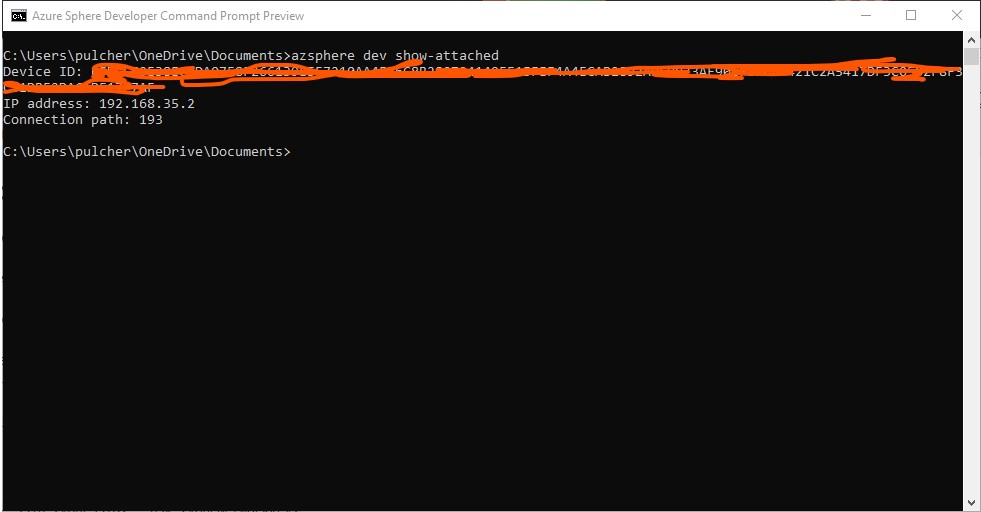 Azure Sphere Developer Command Prompt Preview
C:\Users\pulcher\OneDrive\Documents>azsphere dev show-attached
Device ID:
IP address: 192.168.35.2
Connection path: 193
C:\Users\pulcher\OneDrive\Documents>